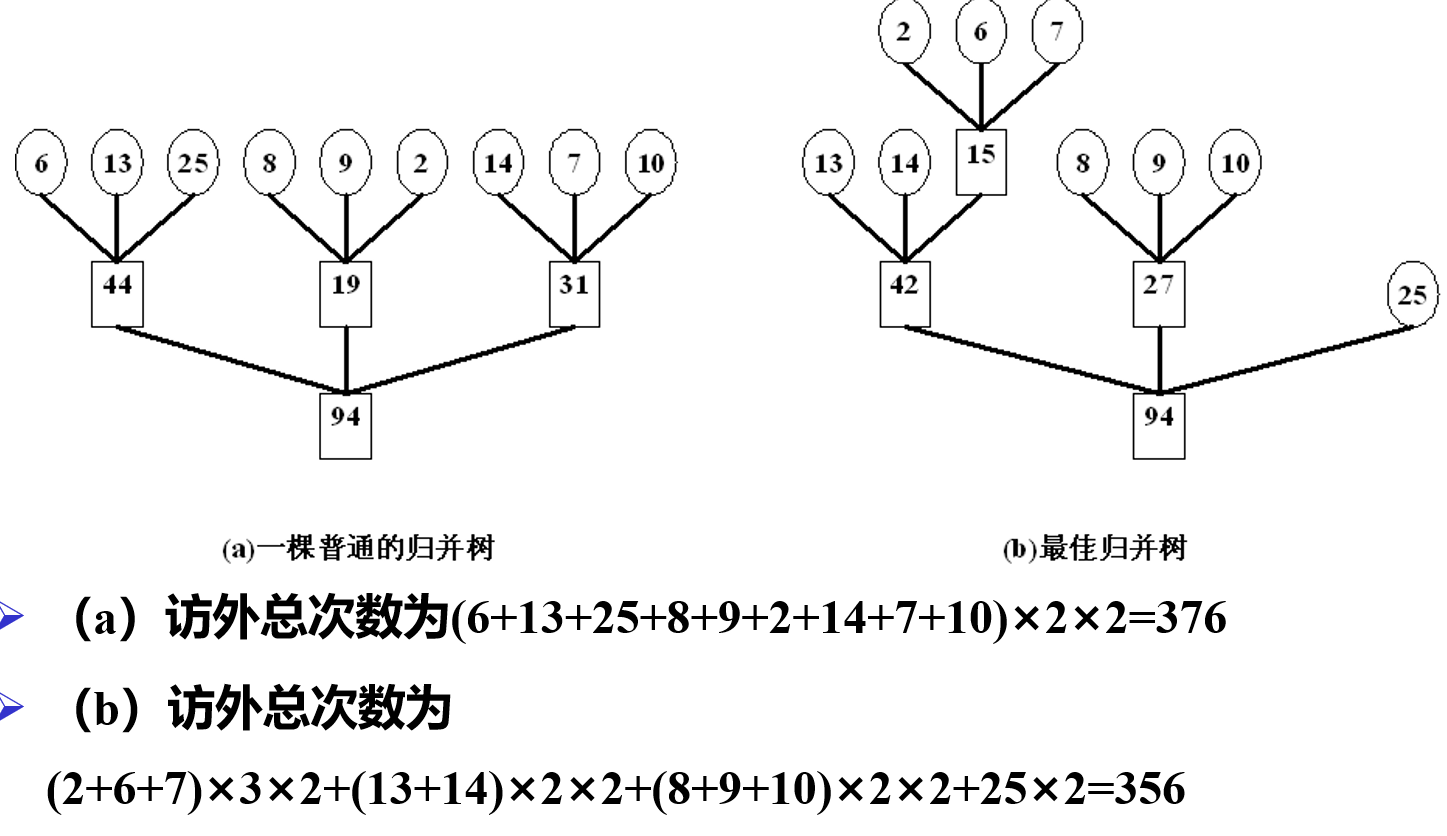 2 6 7
6 13 25 8 9 2 14 7 10
13 14 15 8 9 10
44 19 31
42 27 25
94
94
(a)一棵普通的归并树
(b)最佳归并树
（a）访外总次数为(6+13+25+8+9+2+14+7+10)×2×2=376
（b）访外总次数为
(2+6+7)×3×2+(13+14)×2×2+(8+9+10)×2×2+25×2=356